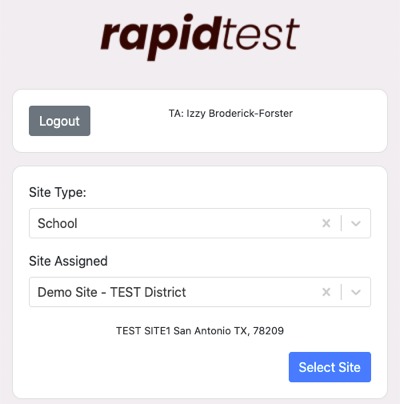 rapidtest
Logout
TA: Izzy Broderick-Forster
Site Type:
School
Site Assigned
Demo Site - TEST District
TEST SITE1 San Antonio TX, 78209
Select Site